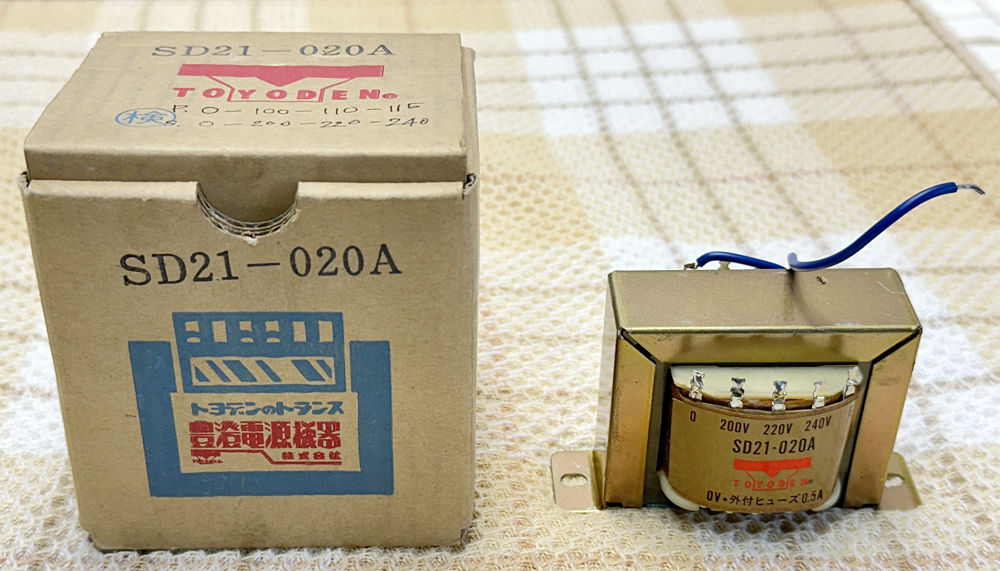 SD21-020A
TOYODEN®
検
P. 0-100-110-115
S. 0-200-220-240
SD21-020A
トヨデンのトランス
豊澄電源機器
株式会社
0 200V 220V 240V F
SD21-020A
TOYODEN®
0V●外付ヒューズ0.5A